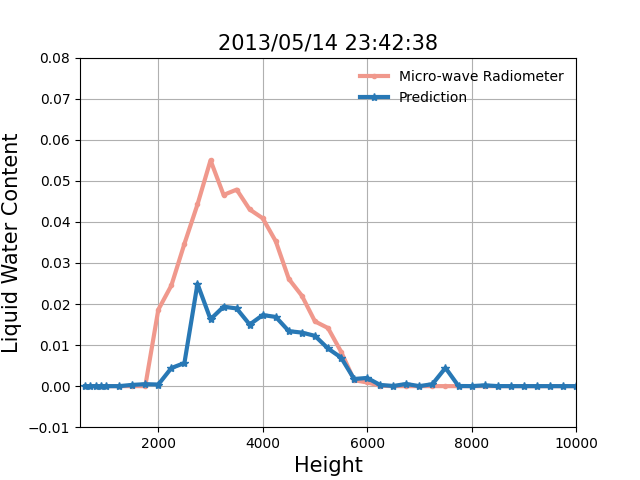 2013/05/14 23:42:38
Micro-wave Radiometer
Prediction
0.08
0.07
0.06
0.05
0.04
0.03
0.02
0.01
0.00
−0.01
Liquid Water Content
2000 4000 6000 8000 10000
Height